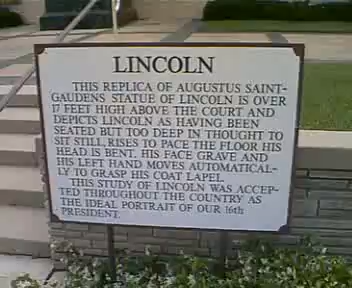 LINCOLN
THIS REPLICA OF AUGUSTUS SAINT-
GAUDENS STATUE OF LINCOLN IS OVER
17 FEET HIGH ABOVE THE COURT AND
DEPICTS LINCOLN AS HAVING BEEN
SEATED BUT TOO DEEP IN THOUGHT TO
SIT STILL, RISES TO PACE THE FLOOR HIS
HEAD IS BENT, HIS FACE GRAVE AND
HIS LEFT HAND MOVES AUTOMATICAL-
LY TO GRASP HIS COAT LAPEL.
THIS STUDY OF LINCOLN WAS ACCEP-
TED THROUGHOUT THE COUNTRY AS
THE IDEAL PORTRAIT OF OUR 16th
PRESIDENT.